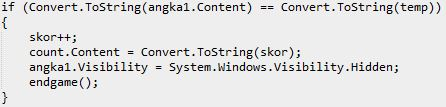 if (Convert.ToString(angka1.Content) == Convert.ToString(temp))
{
    skor++;
    count.Content = Convert.ToString(skor);
    angka1.Visibility = System.Windows.Visibility.Hidden;
    endgame();
}